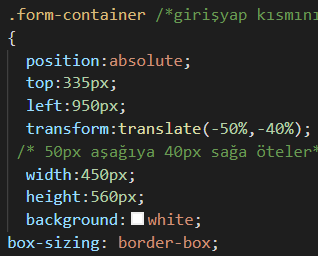 .form-container /*girişyap kısmını
{
position:absolute;
top:335px;
left:950px;
transform:translate(-50%,-40%);
/* 50px aşağıya 40px sağa öteler*
width:450px;
height:560px;
background:white;
box-sizing: border-box;